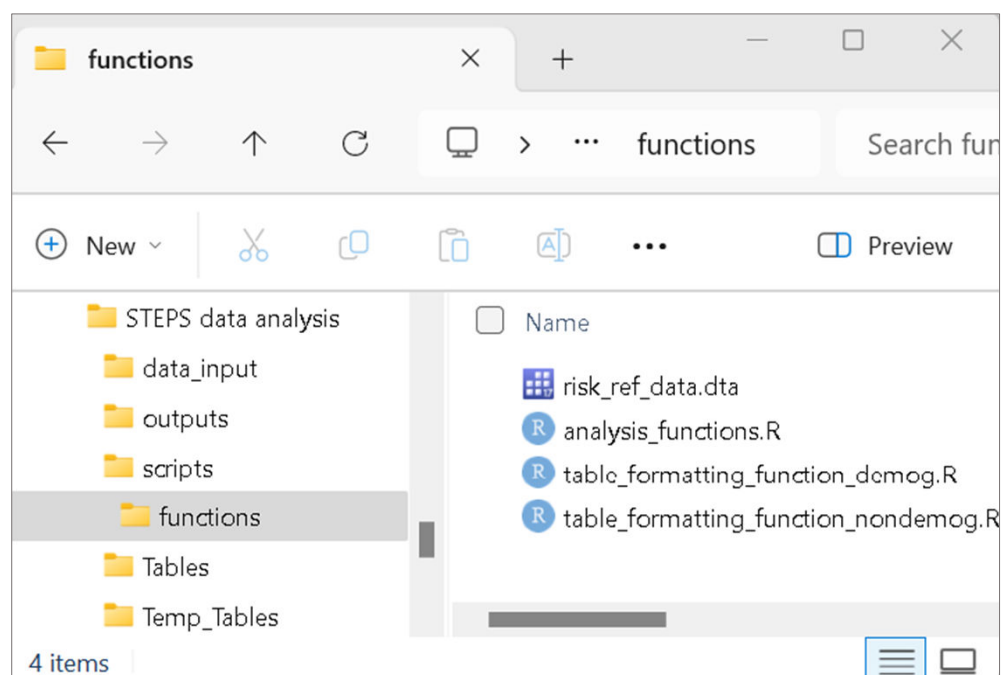 functions
functions
Search fun
New
Preview
STEPS data analysis
data_input
outputs
scripts
functions
Tables
Temp_Tables
Name
risk_ref_data.dta
analysis_functions.R
table_formatting_function_demog.R
table_formatting_function_nondemog.R
4 items